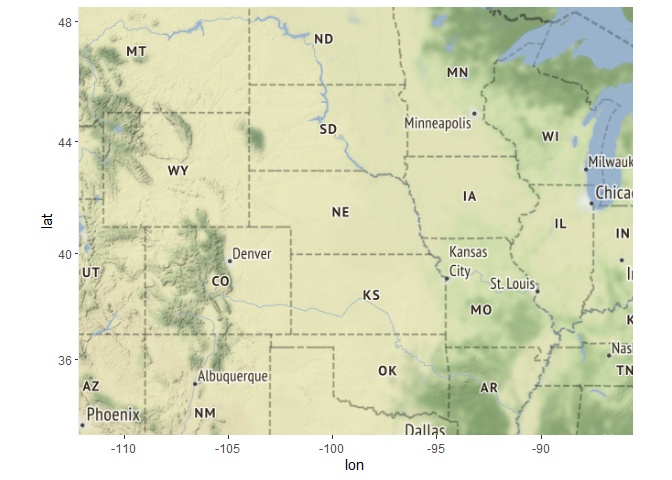 48
ND
MT
MN
Minneapolis
44
SD
WI
Milwauk
WY
Chica
NE
IA
IL
lat
IN
40
Denver
Kansas
City
UT
CO
St. Louis
In
KS
MO
K
36
Nas
OK
TN
Albuquerque
AZ
AR
Phoenix
NM
Dallas
-110
-105
-100
-95
-90
lon